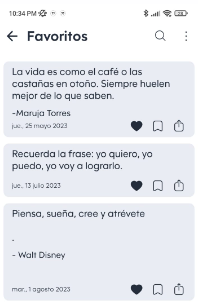 10:34 PM
Favoritos
La vida es como el café o las
castañas en otoño. Siempre huelen
mejor de lo que saben.
-Maruja Torres
jue., 25 mayo 2023
Recuerda la frase: yo quiero, yo
puedo, yo voy a lograrlo.
jue., 13 julio 2023
Piensa, sueña, cree y atrévete
.
- Walt Disney
mar., 1 agosto 2023